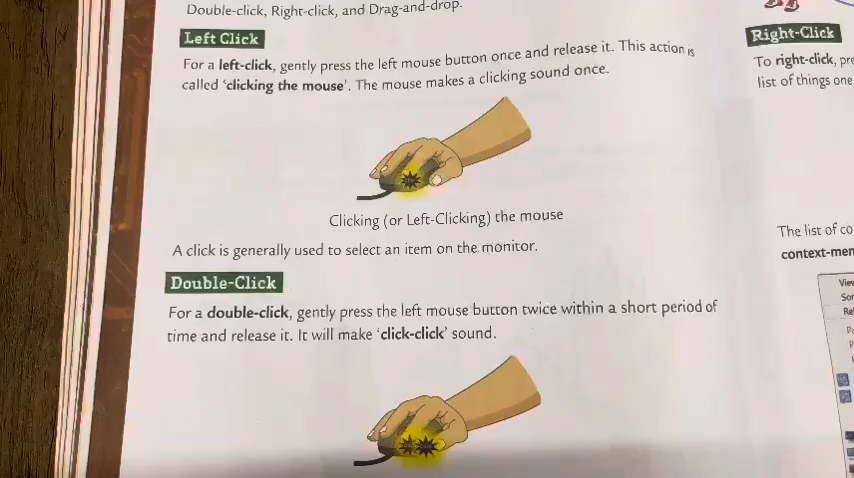 Double-click, Right-click, and Drag-and-drop.
Left Click
For a left-click, gently press the left mouse button once and release it. This action is
called ‘clicking the mouse’. The mouse makes a clicking sound once.
Clicking (or Left-Clicking) the mouse
A click is generally used to select an item on the monitor.
Double-Click
For a double-click, gently press the left mouse button twice within a short period of
time and release it. It will make ‘click-click’ sound.
Right-Click
To right-click, pre
list of things one
The list of co
context-men
View
Sor
Re